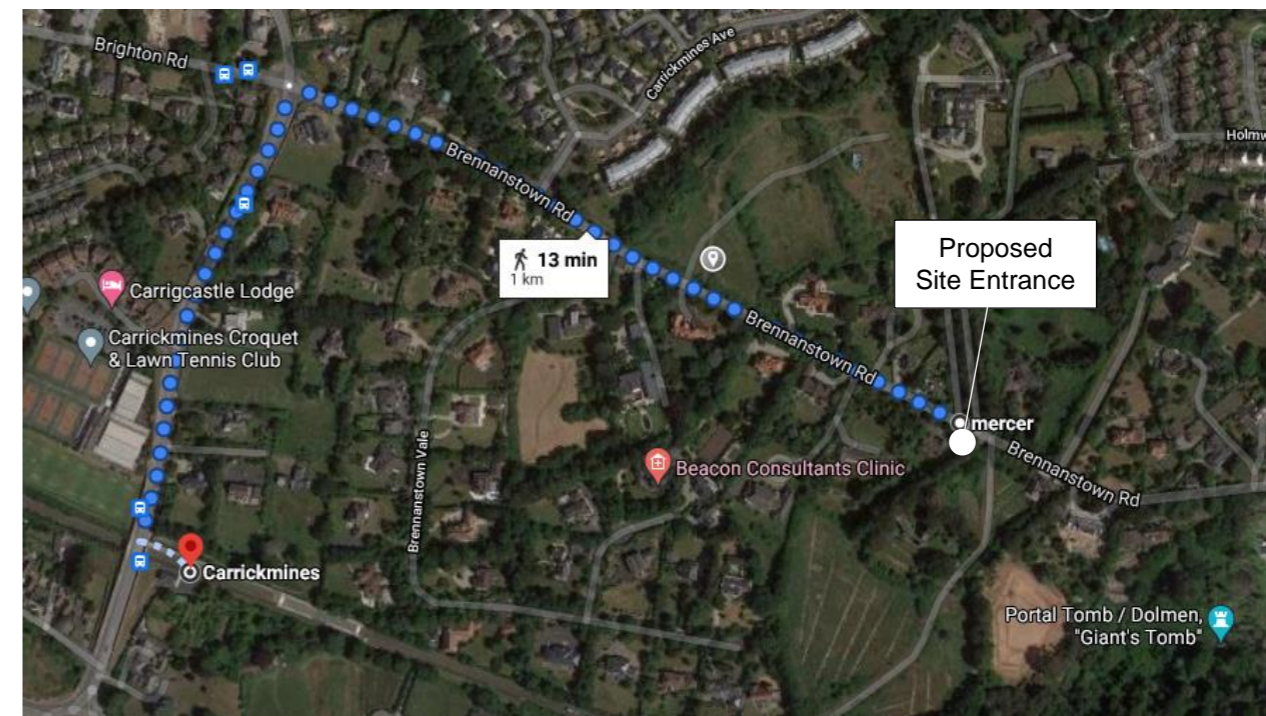 Brighton Rd
Carrickmines Ave
Holmw
Brennanstown Rd
13 min
1 km
Proposed
Site Entrance
Carrigcastle Lodge
Carrickmines Croquet
& Lawn Tennis Club
Brennanstown Rd
mercer
Brennanstown Vale
Beacon Consultants Clinic
Brennanstown Rd
Carrickmines
Portal Tomb / Dolmen,
"Giant's Tomb"